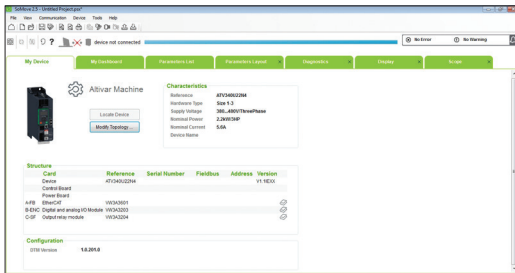 SoMove 2.5 - Untitled Project.psx*
File View Communication Device Tools Help
device not connected
No Error
No Warning
My Device
My Dashboard
Parameters List
Parameters Layout
Diagnostics
Display
Scope
Altivar Machine
Locate Device
Modify Topology ...
Characteristics
Reference ATV340U22N4
Hardware Type Size 1-3
Supply Voltage 380...480V/ThreePhase
Nominal Power 2.2kW/3HP
Nominal Current 5.6A
Device Name
Structure
Card Reference Serial Number Fieldbus Address Version
Device ATV340U22N4 V1.1IEXX
Control Board
Power Board
A-FB EtherCAT VW3A3601
B-ENC Digital and analog I/O Module VW3A3203
C-SF Output relay module VW3A3204
Configuration
DTM Version 1.0.201.0